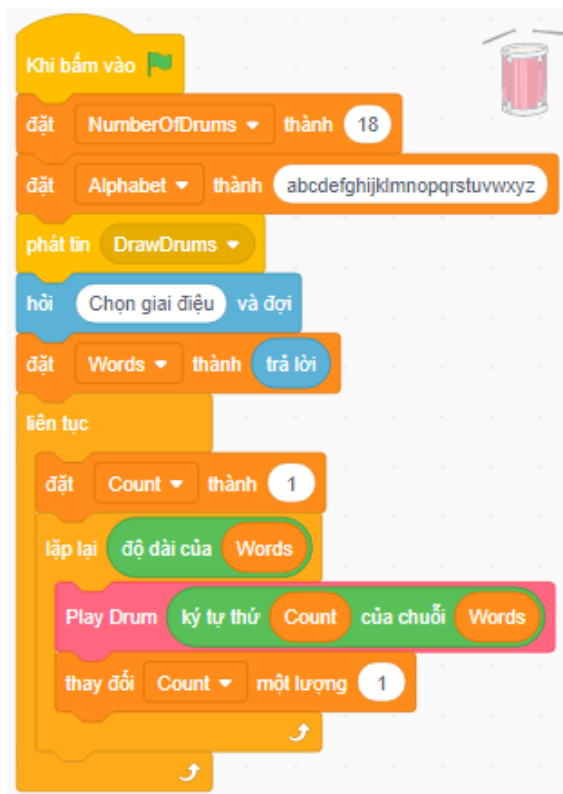 Khi bấm vào
đặt NumberOfDrums thành 18
đặt Alphabet thành abcdefghijklmnopqrstuvwxyz
phát tin DrawDrums
hỏi Chọn giai điệu và đợi
đặt Words thành trả lời
liên tục
đặt Count thành 1
lặp lại độ dài của Words
Play Drum ký tự thứ Count của chuỗi Words
thay đổi Count một lượng 1